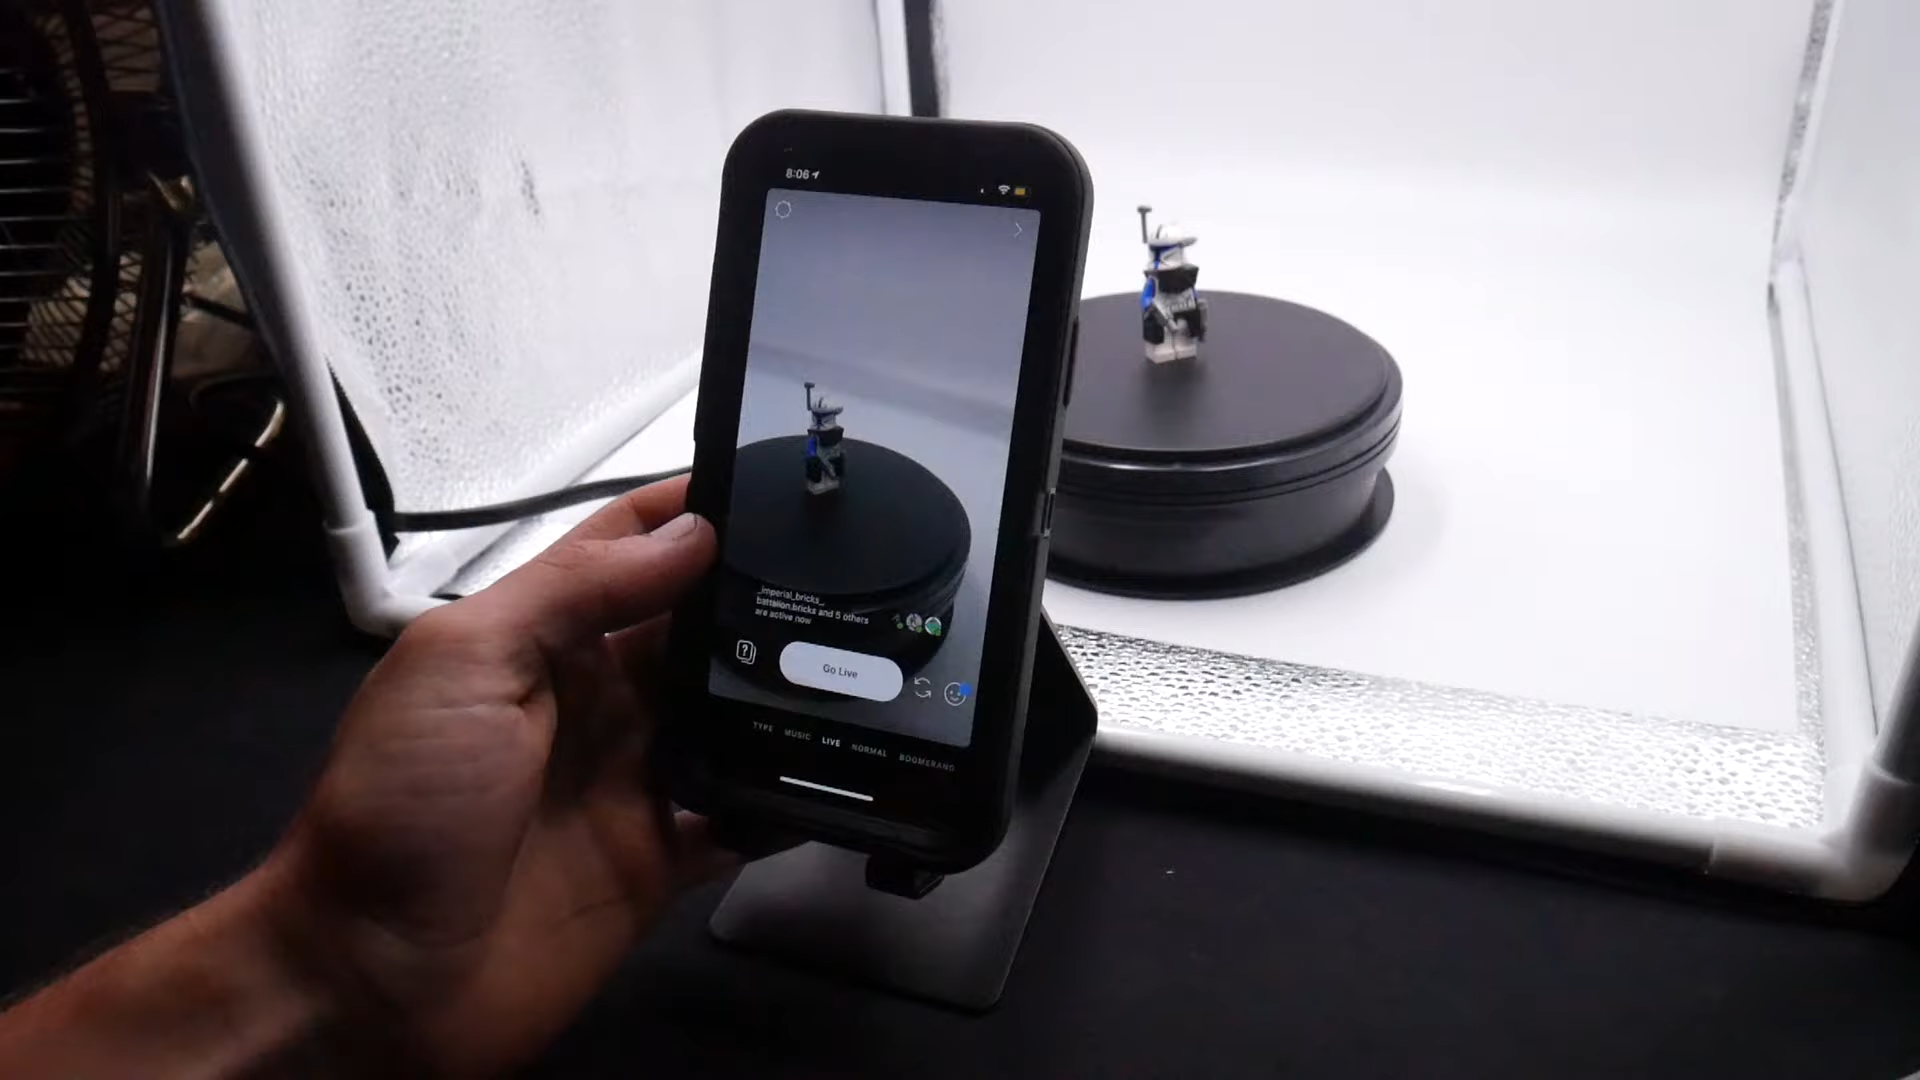 8:06
_imperial_bricks_,
battalion.bricks and 5 others
are active now
Go Live
TYPE MUSIC LIVE NORMAL BOOMERANG